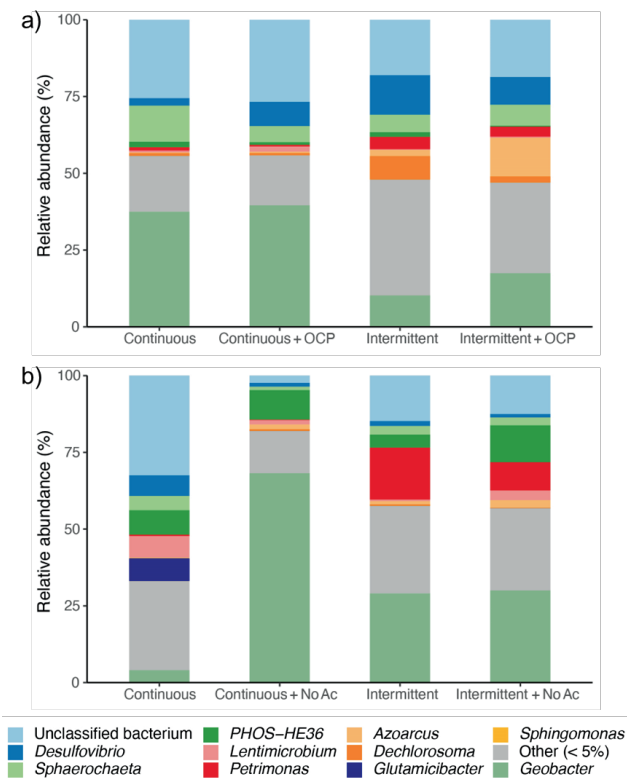 a)
Relative abundance (%)
100
75
50
25
0
Continuous
Continuous + OCP
Intermittent
Intermittent + OCP
b)
Relative abundance (%)
100
75
50
25
0
Continuous
Continuous + No Ac
Intermittent
Intermittent + No Ac
Unclassified bacterium
PHOS−HE36
Azoarcus
Sphingomonas
Desulfovibrio
Lentimicrobium
Dechlorosoma
Other (< 5%)
Sphaerochaeta
Petrimonas
Glutamicibacter
Geobacter